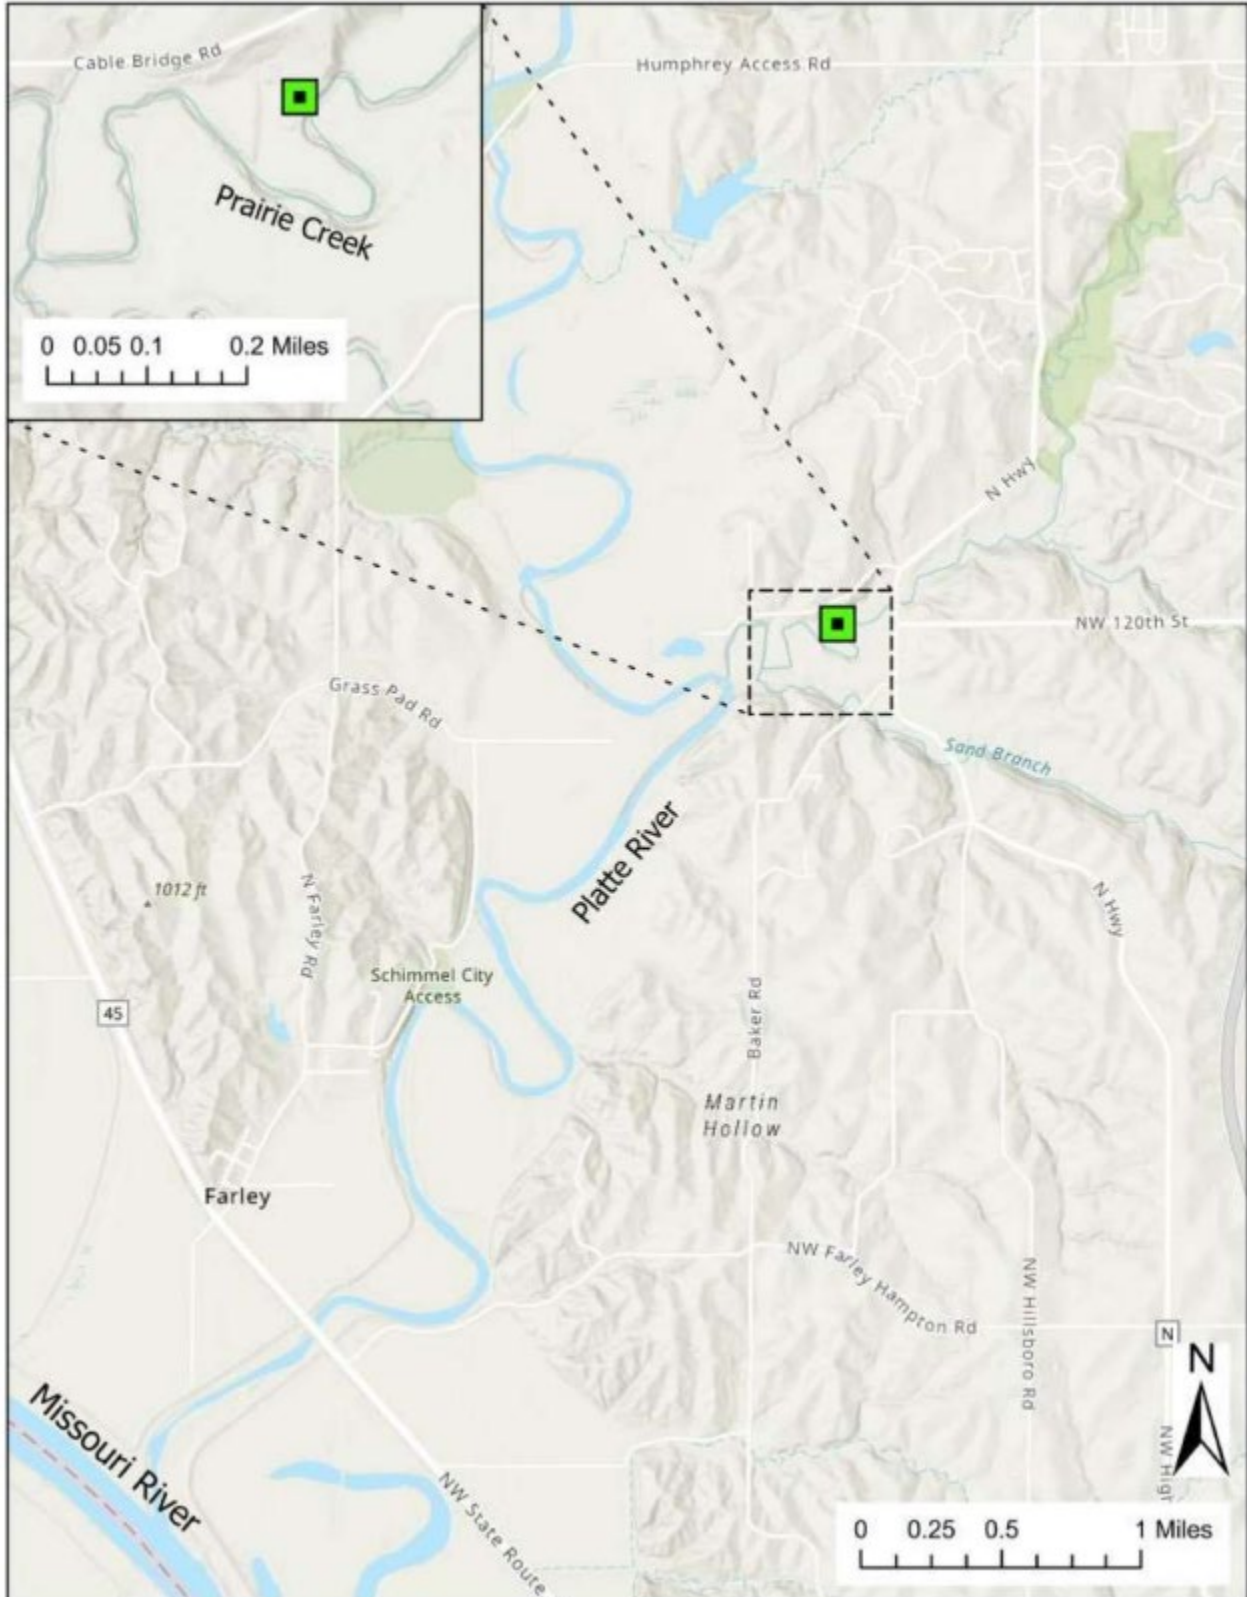 Cable Bridge Rd
Prairie Creek
0 0.05 0.1 0.2 Miles
Humphrey Access Rd
N Hwy
NW 120th St
Grass Pad Rd
Sand Branch
Platte River
1012 ft
N Farley Rd
N Hwy
Schimmel City
Access
45
Baker Rd
Martin
Hollow
Farley
NW Farley Hampton Rd
NW Hillsboro Rd
N
N
Missouri River
NW State Route
NW High
0 0.25 0.5 1 Miles